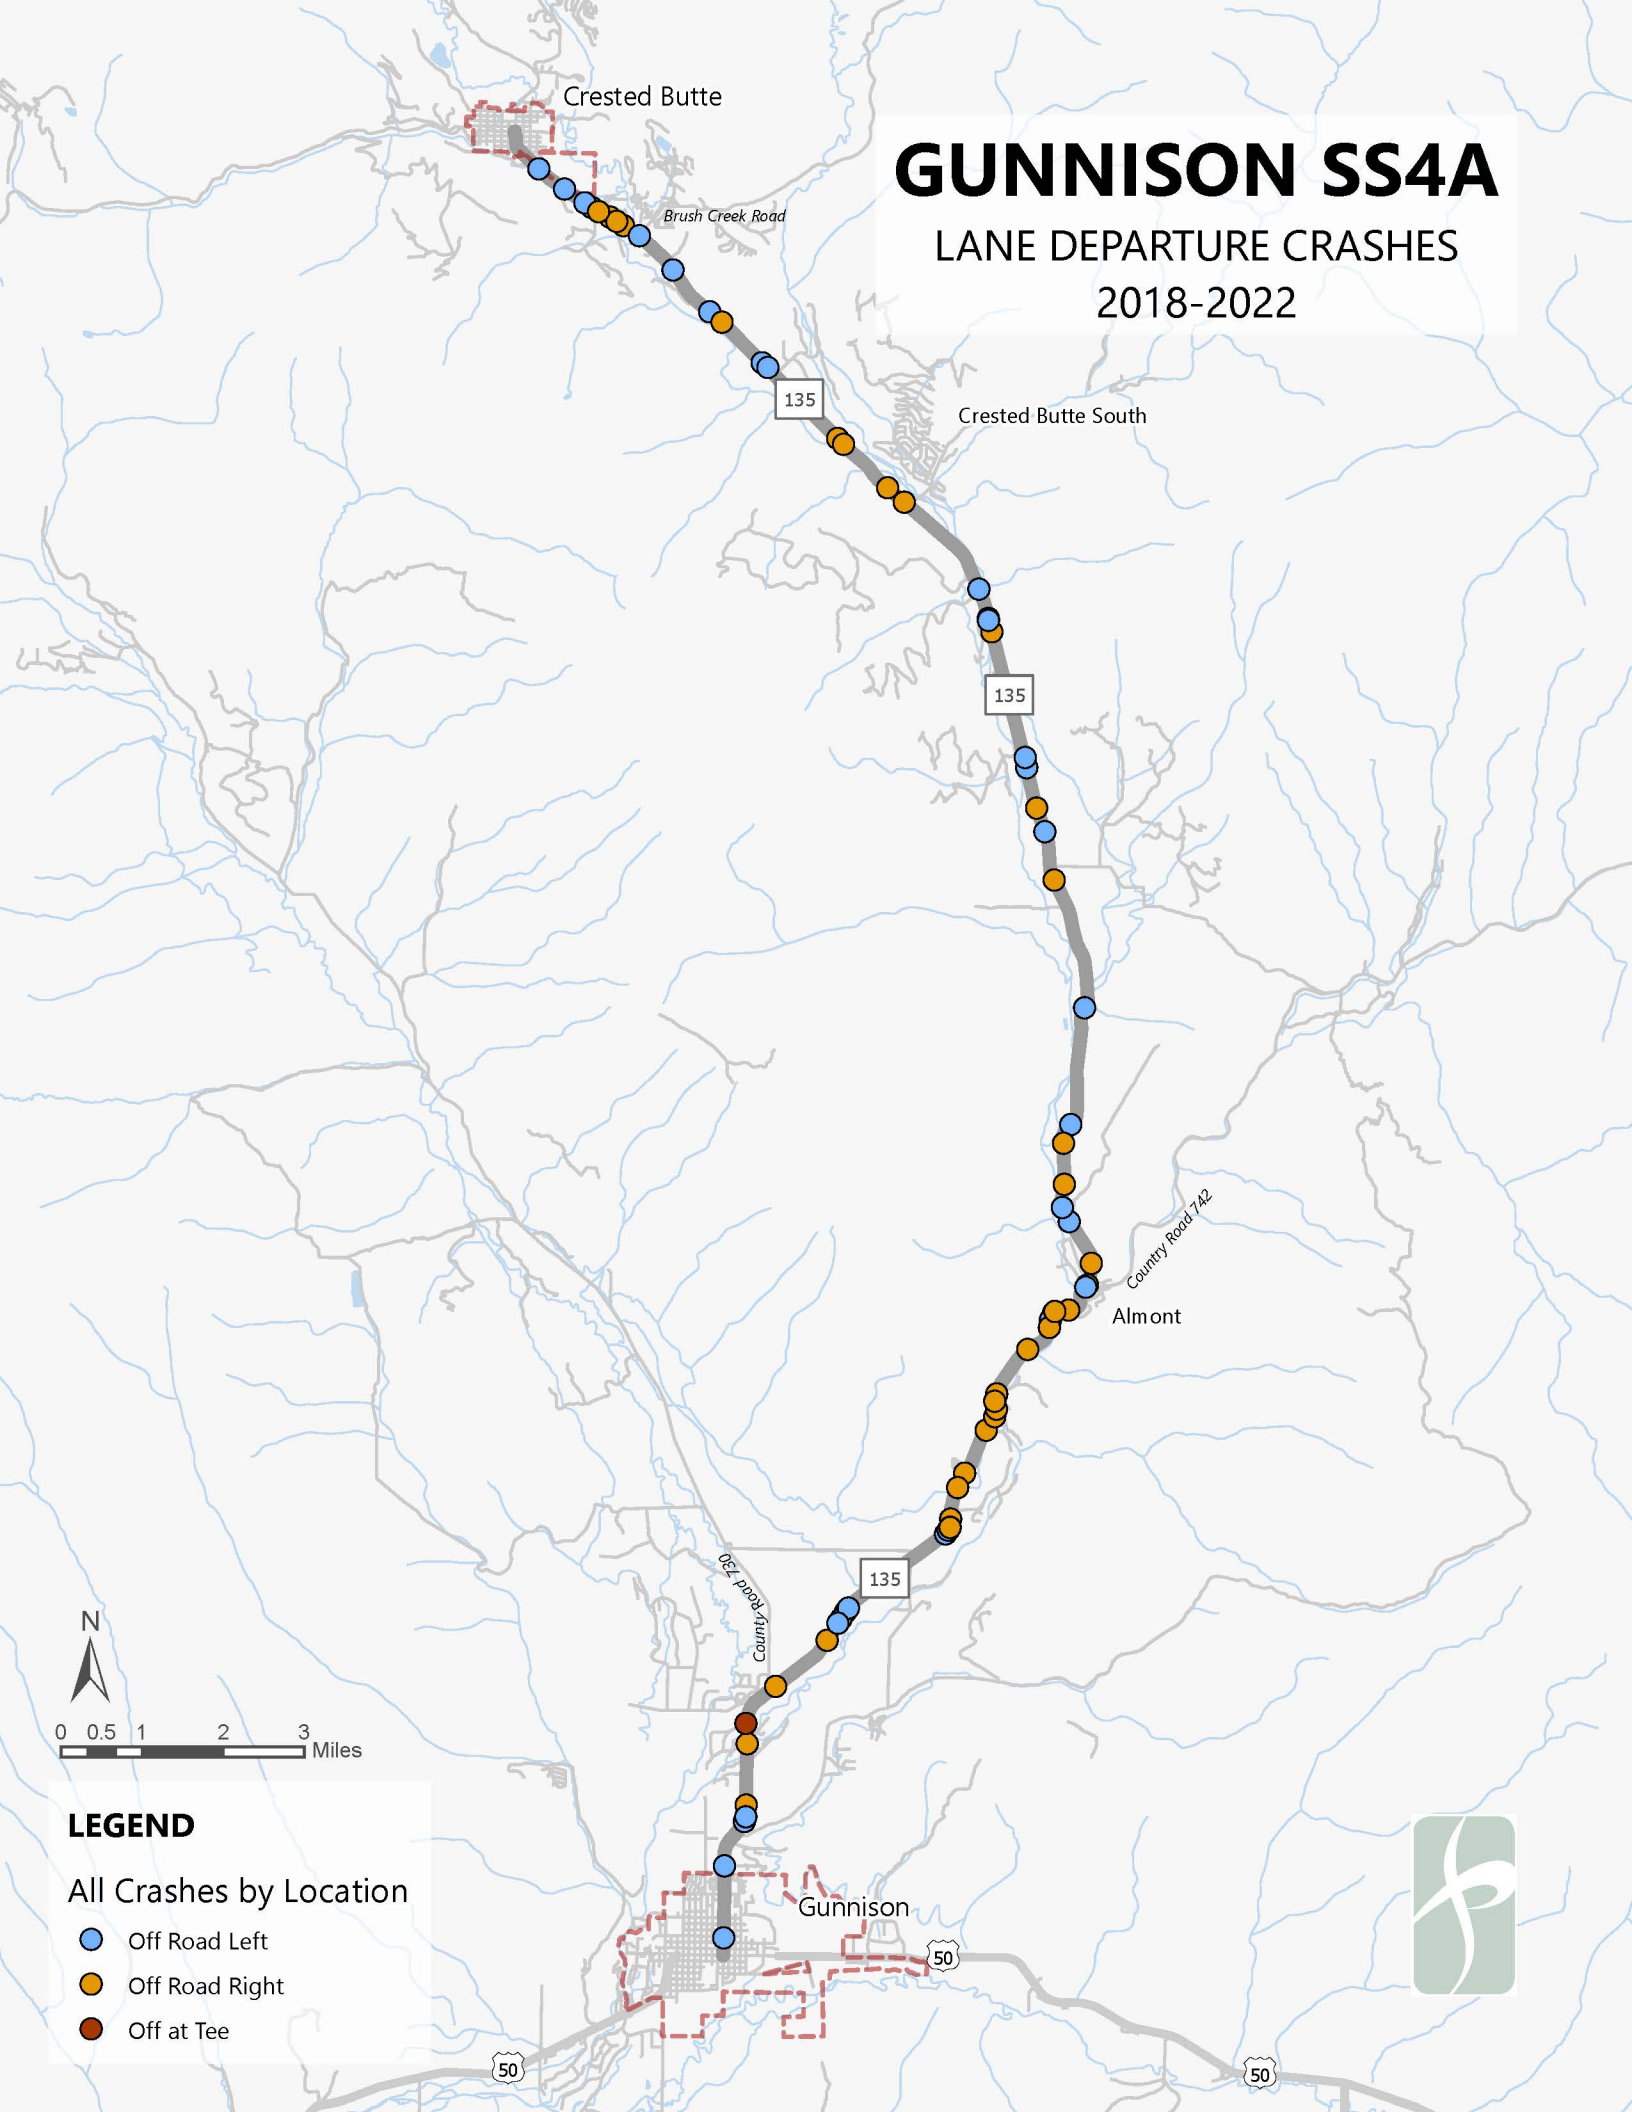 Crested Butte
GUNNISON SS4A
LANE DEPARTURE CRASHES
2018-2022
Brush Creek Road
135
Crested Butte South
135
Country Road 742
Almont
135
County Road 730
N
0 0.5 1 2 3
Miles
LEGEND
All Crashes by Location
Off Road Left
Off Road Right
Off at Tee
Gunnison
50
50
50